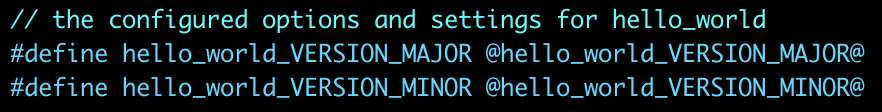 // the configured options and settings for hello_world
#define hello_world_VERSION_MAJOR @hello_world_VERSION_MAJOR@
#define hello_world_VERSION_MINOR @hello_world_VERSION_MINOR@